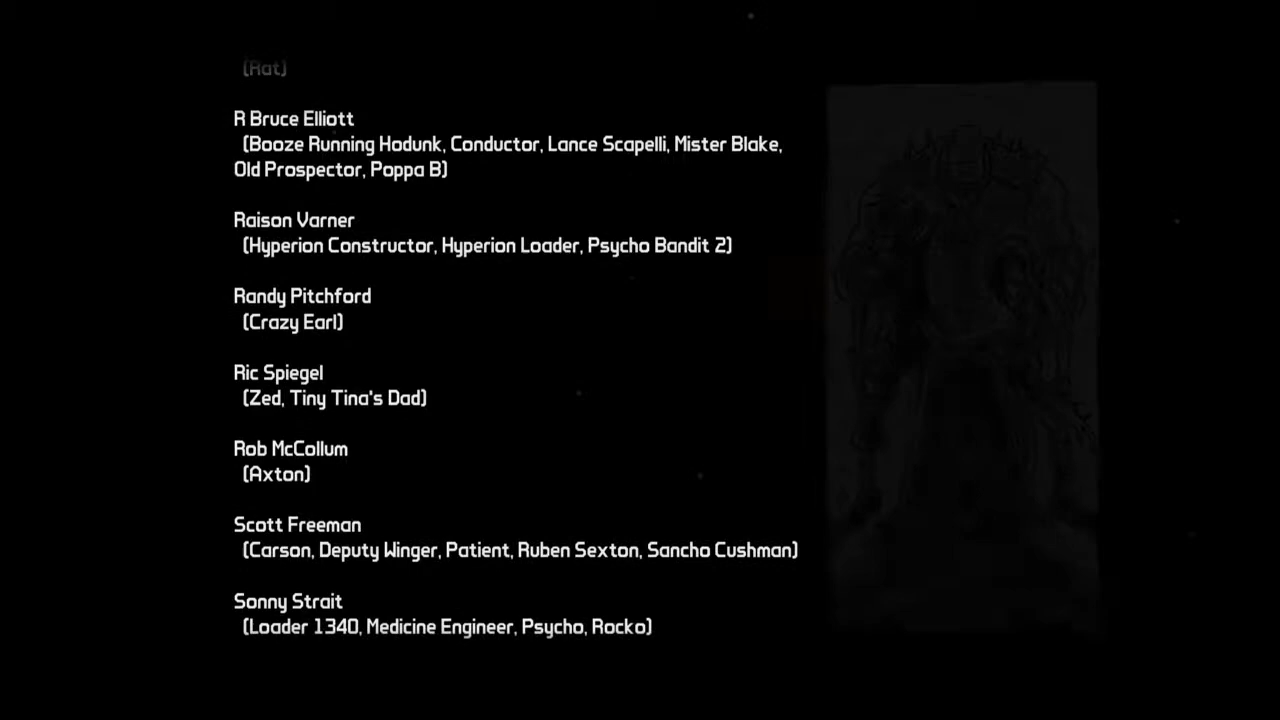 (Rat)
R Bruce Elliott
(Booze Running Hodunk, Conductor, Lance Scapelli, Mister Blake,
Old Prospector, Poppa B)
Raison Varner
(Hyperion Constructor, Hyperion Loader, Psycho Bandit 2)
Randy Pitchford
(Crazy Earl)
Ric Spiegel
(Zed, Tiny Tina's Dad)
Rob McCollum
(Axton)
Scott Freeman
(Carson, Deputy Winger, Patient, Ruben Sexton, Sancho Cushman)
Sonny Strait
(Loader 1340, Medicine Engineer, Psycho, Rocko)